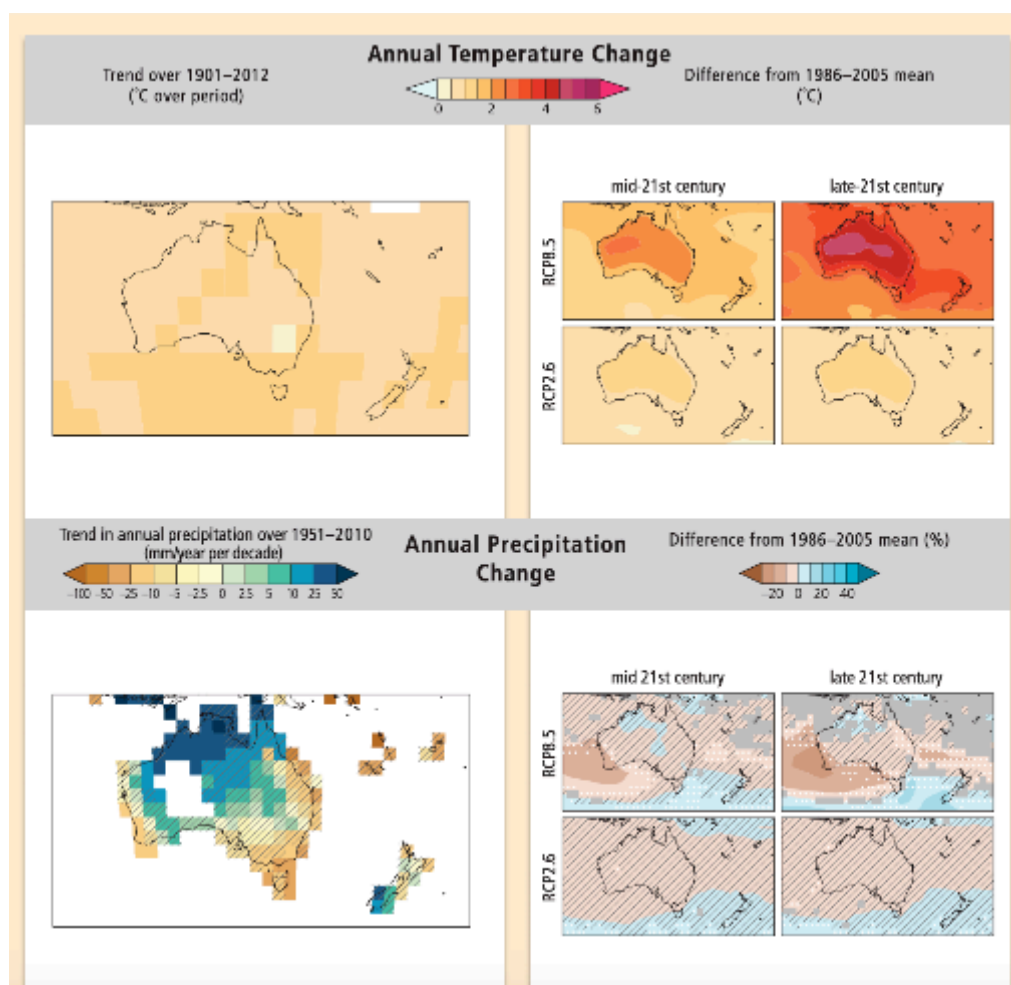 Annual Temperature Change
Trend over 1901–2012
(˚C over period)
0 2 4 6
Difference from 1986–2005 mean
(˚C)
mid-21st century
late-21st century
RCP8.5
RCP2.6
Trend in annual precipitation over 1951–2010
(mm/year per decade)
−100 −50 −25 −10 −5 −2.5 0 2.5 5 10 25 50
Annual Precipitation
Change
Difference from 1986–2005 mean (%)
−20 0 20 40
mid 21st century
late 21st century
RCP8.5
RCP2.6